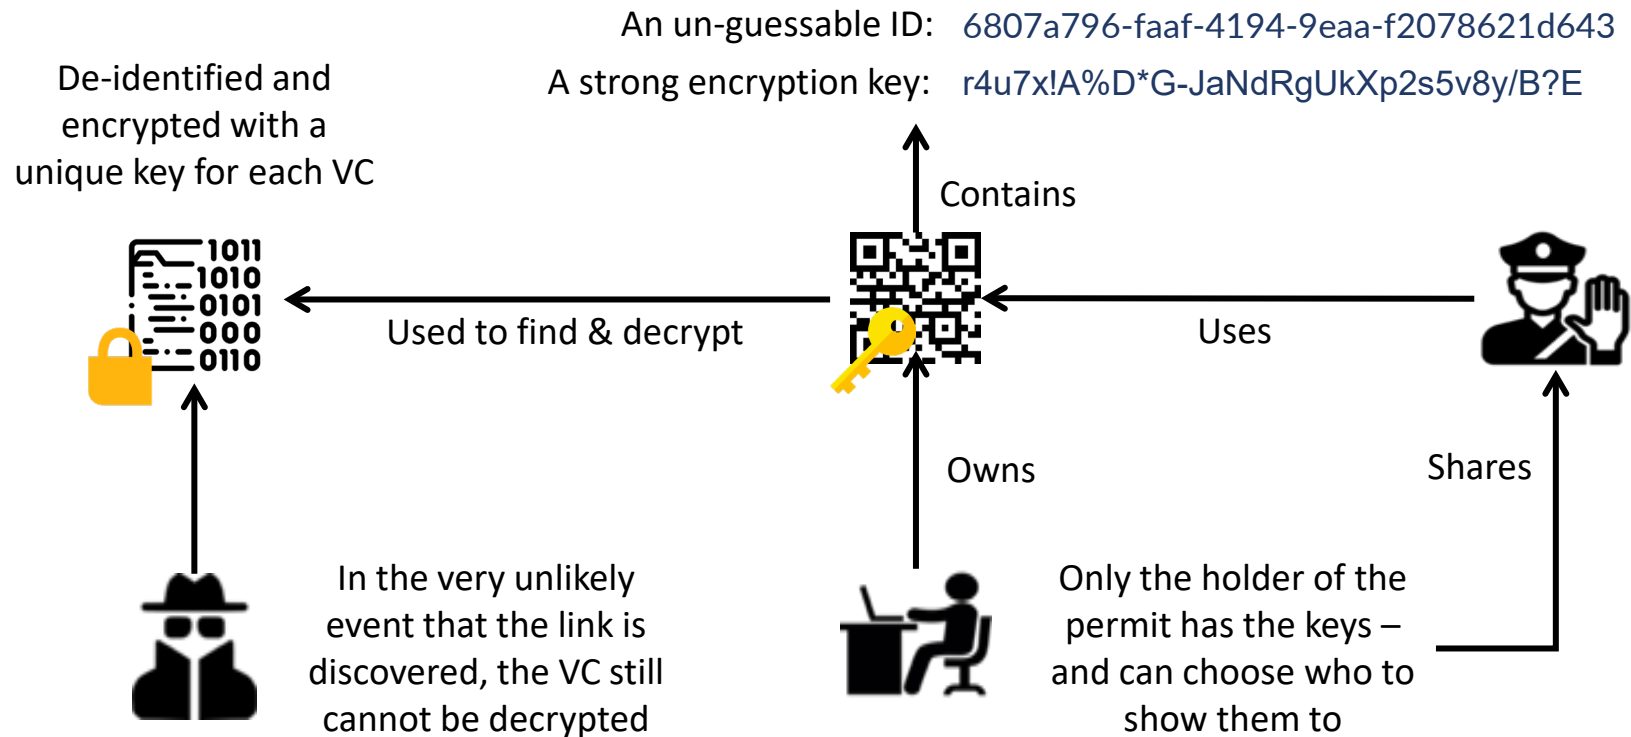 An un-guessable ID: 6807a796-faaf-4194-9eaa-f2078621d643
A strong encryption key: r4u7x!A%D*G-JaNdRgUkXp2s5v8y/B?E
De-identified and
encrypted with a
unique key for each VC
Contains
1011
1010
0101
000
0110
Used to find & decrypt
Uses
Owns
Shares
In the very unlikely
event that the link is
discovered, the VC still
cannot be decrypted
Only the holder of the
permit has the keys –
and can choose who to
show them to